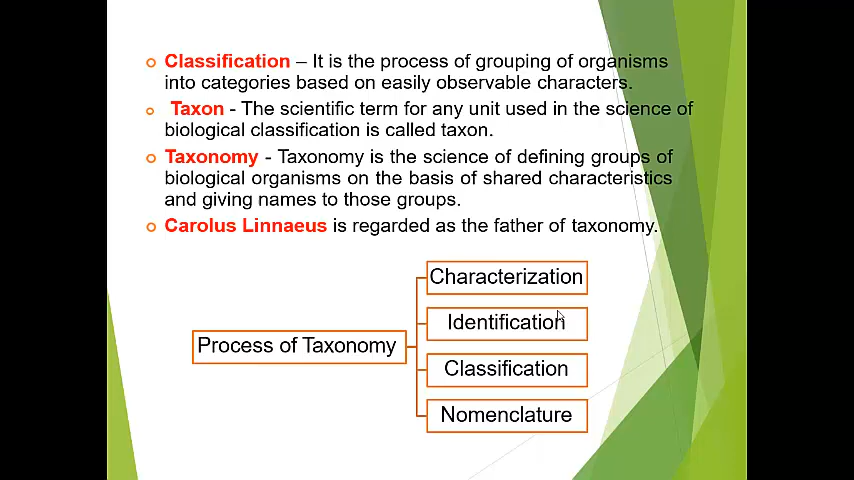 Classification – It is the process of grouping of organisms
into categories based on easily observable characters.
Taxon - The scientific term for any unit used in the science of
biological classification is called taxon.
Taxonomy - Taxonomy is the science of defining groups of
biological organisms on the basis of shared characteristics
and giving names to those groups.
Carolus Linnaeus is regarded as the father of taxonomy.
Process of Taxonomy
Characterization
Identification
Classification
Nomenclature